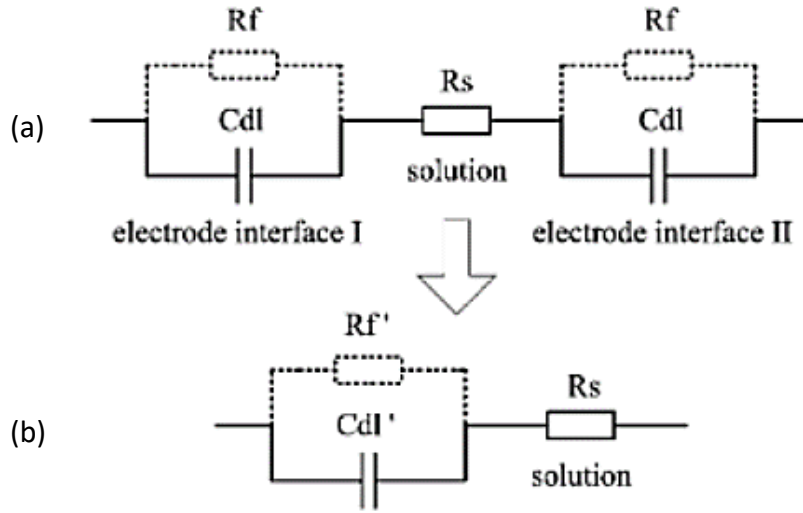 Rf
Rf
Rs
(a)
Cdl
Cdl
solution
electrode interface I
electrode interface II
Rf'
Rs
(b)
Cdl'
solution